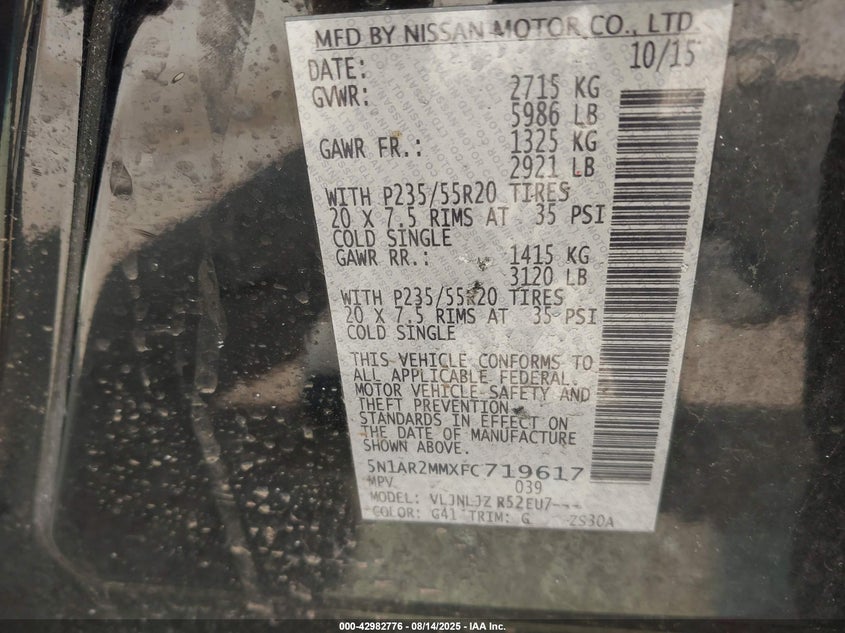 MFD BY NISSAN MOTOR CO., LTD
DATE: 10/15
GVWR: 2715 KG
5986 LB
GAWR FR.: 1325 KG
2921 LB
WITH P235/55R20 TIRES
20 X 7.5 RIMS AT 35 PSI
COLD SINGLE
GAWR RR.: 1415 KG
3120 LB
WITH P235/55R20 TIRES
20 X 7.5 RIMS AT 35 PSI
COLD SINGLE
THIS VEHICLE CONFORMS TO
ALL APPLICABLE FEDERAL
MOTOR VEHICLE SAFETY AND
THEFT PREVENTION
STANDARDS IN EFFECT ON
THE DATE OF MANUFACTURE
SHOWN ABOVE.
5N1AR2MMXFC719617
MPV 039
MODEL: VLJNLJZ R52EU7---
COLOR: G41 TRIM: G ZS30A
000-42982776 - 08/14/2025 - IAA Inc.